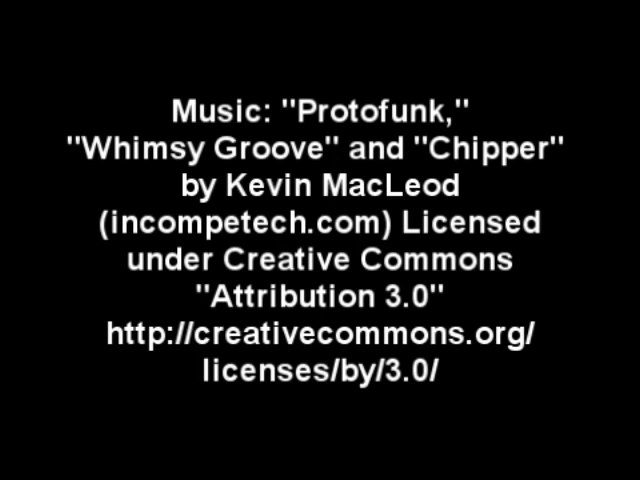 Music: "Protofunk,"
"Whimsy Groove" and "Chipper"
by Kevin MacLeod
(incompetech.com) Licensed
under Creative Commons
"Attribution 3.0"
http://creativecommons.org/
licenses/by/3.0/